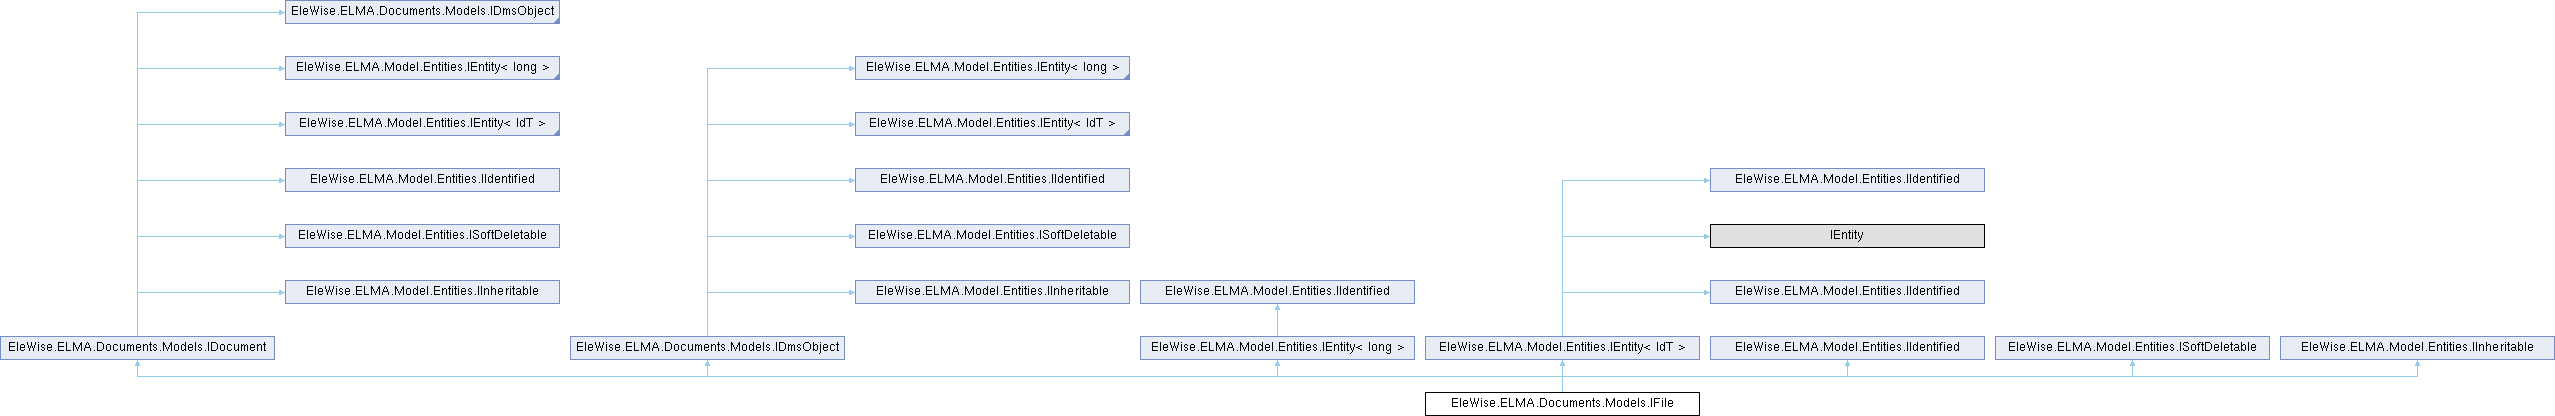 EleWise.ELMA.Documents.Models.IDmsObject
EleWise.ELMA.Model.Entities.IEntity< long >
EleWise.ELMA.Model.Entities.IEntity< long >
EleWise.ELMA.Model.Entities.IEntity< IdT >
EleWise.ELMA.Model.Entities.IEntity< IdT >
EleWise.ELMA.Model.Entities.IIdentified
EleWise.ELMA.Model.Entities.IIdentified
EleWise.ELMA.Model.Entities.IIdentified
EleWise.ELMA.Model.Entities.ISoftDeletable
EleWise.ELMA.Model.Entities.ISoftDeletable
IEntity
EleWise.ELMA.Model.Entities.IInheritable
EleWise.ELMA.Model.Entities.IInheritable
EleWise.ELMA.Model.Entities.IIdentified
EleWise.ELMA.Model.Entities.IIdentified
EleWise.ELMA.Documents.Models.IDocument
EleWise.ELMA.Documents.Models.IDmsObject
EleWise.ELMA.Model.Entities.IEntity< long >
EleWise.ELMA.Model.Entities.IEntity< IdT >
EleWise.ELMA.Model.Entities.IIdentified
EleWise.ELMA.Model.Entities.ISoftDeletable
EleWise.ELMA.Model.Entities.IInheritable
EleWise.ELMA.Documents.Models.IFile